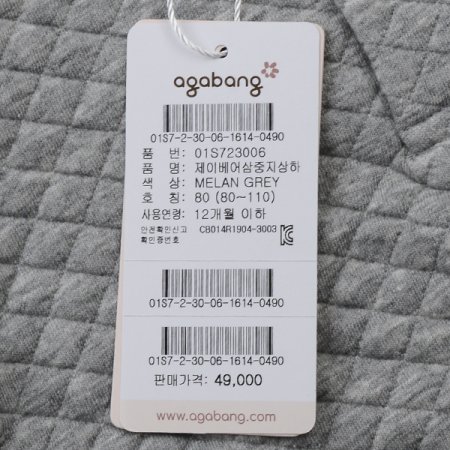 agabang
01S7-2-30-06-1614-0490
품 번: 01S723006
품 명: 제이베어삼중지상하
색 상: MELAN GREY
호 칭: 80 (80~110)
사용연령: 12개월 이하
안전확인신고 CB014R1904-3003
확인증번호
01S7-2-30-06-1614-0490
01S7-2-30-06-1614-0490
판매가격: 49,000
www.agabang.com